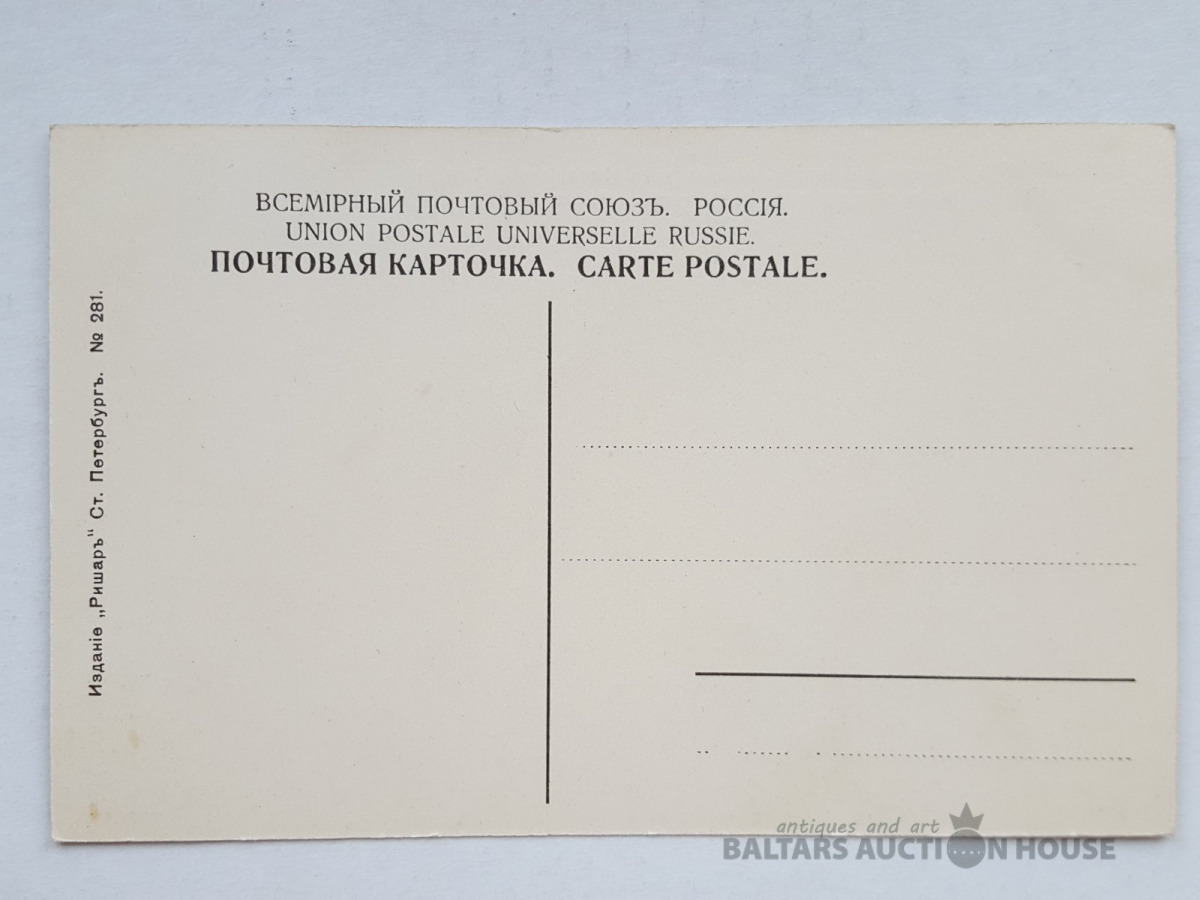 ВСЕМІРНЫЙ ПОЧТОВЫЙ СОЮЗЪ. РОССІЯ.
UNION POSTALE UNIVERSELLE RUSSIE.
ПОЧТОВАЯ КАРТОЧКА. CARTE POSTALE.
Изданіе „Ришаръ“ Ст. Петербургъ. № 281.
antiques and art
BALTARS AUCTION HOUSE